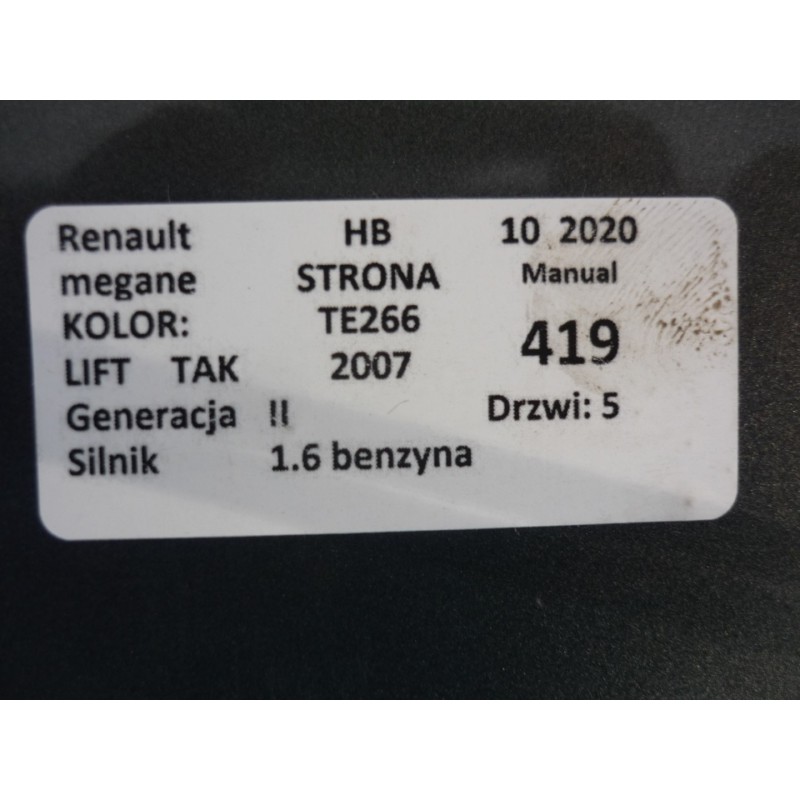 Renault HB 10 2020
megane STRONA Manual
KOLOR: TE266
419
LIFT TAK 2007
Generacja !! Drzwi: 5
Silnik 1.6 benzyna